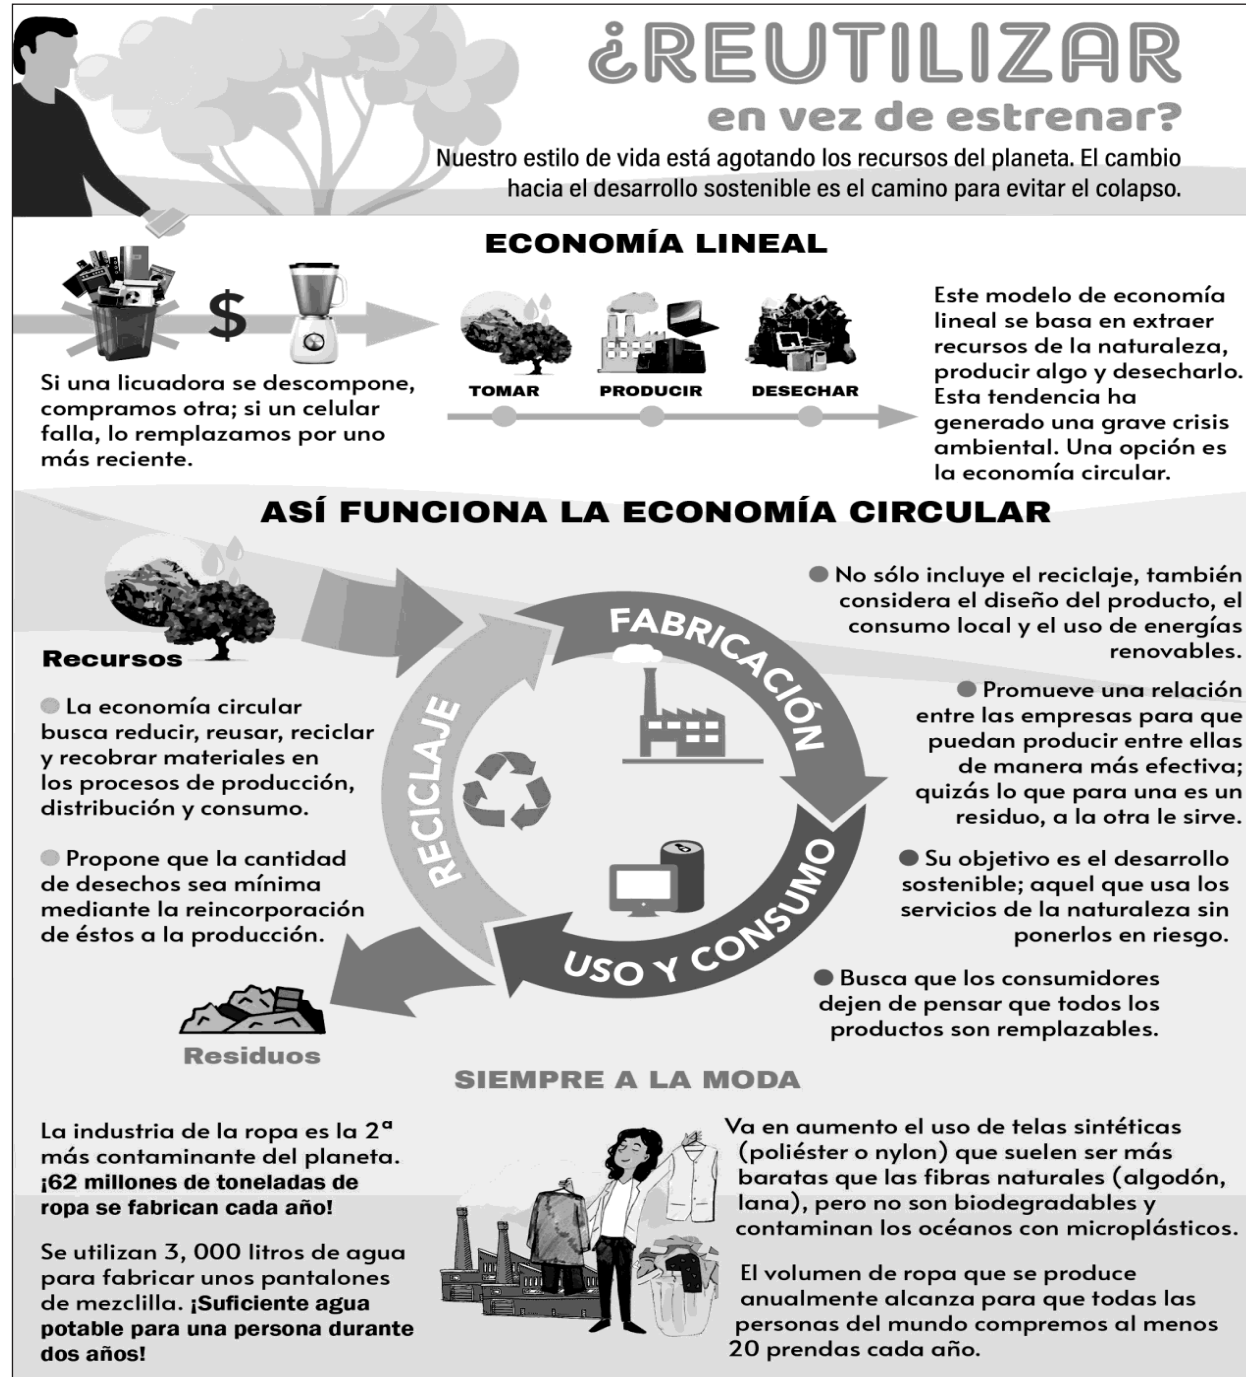 ¿REUTILIZAR
en vez de estrenar?
Nuestro estilo de vida está agotando los recursos del planeta. El cambio
hacia el desarrollo sostenible es el camino para evitar el colapso.
ECONOMÍA LINEAL
$
Si una licuadora se descompone,
compramos otra; si un celular
falla, lo remplazamos por uno
más reciente.
TOMAR
PRODUCIR
DESECHAR
Este modelo de economía
lineal se basa en extraer
recursos de la naturaleza,
producir algo y desecharlo.
Esta tendencia ha
generado una grave crisis
ambiental. Una opción es
la economía circular.
ASÍ FUNCIONA LA ECONOMÍA CIRCULAR
Recursos
La economía circular
busca reducir, reusar, reciclar
y recobrar materiales en
los procesos de producción,
distribución y consumo.
Propone que la cantidad
de desechos sea mínima
mediante la reincorporación
de éstos a la producción.
Residuos
FABRICACIÓN
USO Y CONSUMO
RECICLAJE
No sólo incluye el reciclaje, también
considera el diseño del producto, el
consumo local y el uso de energías
renovables.
Promueve una relación
entre las empresas para que
puedan producir entre ellas
de manera más efectiva;
quizás lo que para una es un
residuo, a la otra le sirve.
Su objetivo es el desarrollo
sostenible; aquel que usa los
servicios de la naturaleza sin
ponerlos en riesgo.
Busca que los consumidores
dejen de pensar que todos los
productos son remplazables.
SIEMPRE A LA MODA
La industria de la ropa es la 2ª
más contaminante del planeta.
¡62 millones de toneladas de
ropa se fabrican cada año!
Se utilizan 3, 000 litros de agua
para fabricar unos pantalones
de mezclilla. ¡Suficiente agua
potable para una persona durante
dos años!
Va en aumento el uso de telas sintéticas
(poliéster o nylon) que suelen ser más
baratas que las fibras naturales (algodón,
lana), pero no son biodegradables y
contaminan los océanos con microplásticos.
El volumen de ropa que se produce
anualmente alcanza para que todas las
personas del mundo compremos al menos
20 prendas cada año.